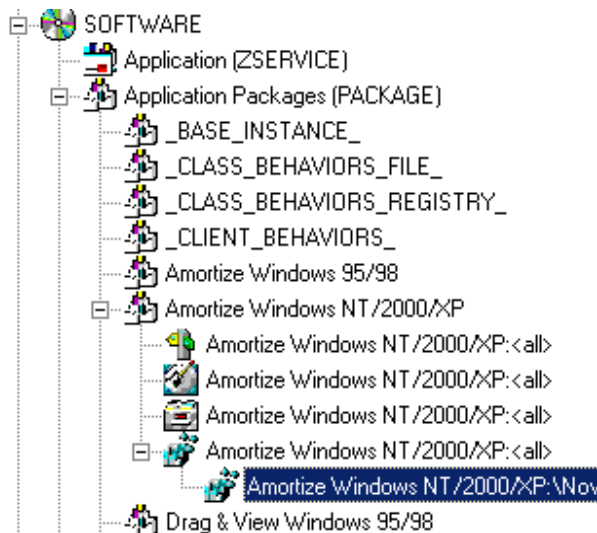 SOFTWARE
Application (ZSERVICE)
Application Packages (PACKAGE)
_BASE_INSTANCE_
_CLASS_BEHAVIORS_FILE_
_CLASS_BEHAVIORS_REGISTRY_
_CLIENT_BEHAVIORS_
Amortize Windows 95/98
Amortize Windows NT/2000/XP
Amortize Windows NT/2000/XP:<all>
Amortize Windows NT/2000/XP:<all>
Amortize Windows NT/2000/XP:<all>
Amortize Windows NT/2000/XP:<all>
Amortize Windows NT/2000/XP:\Nov
Drag & View Windows 95/98